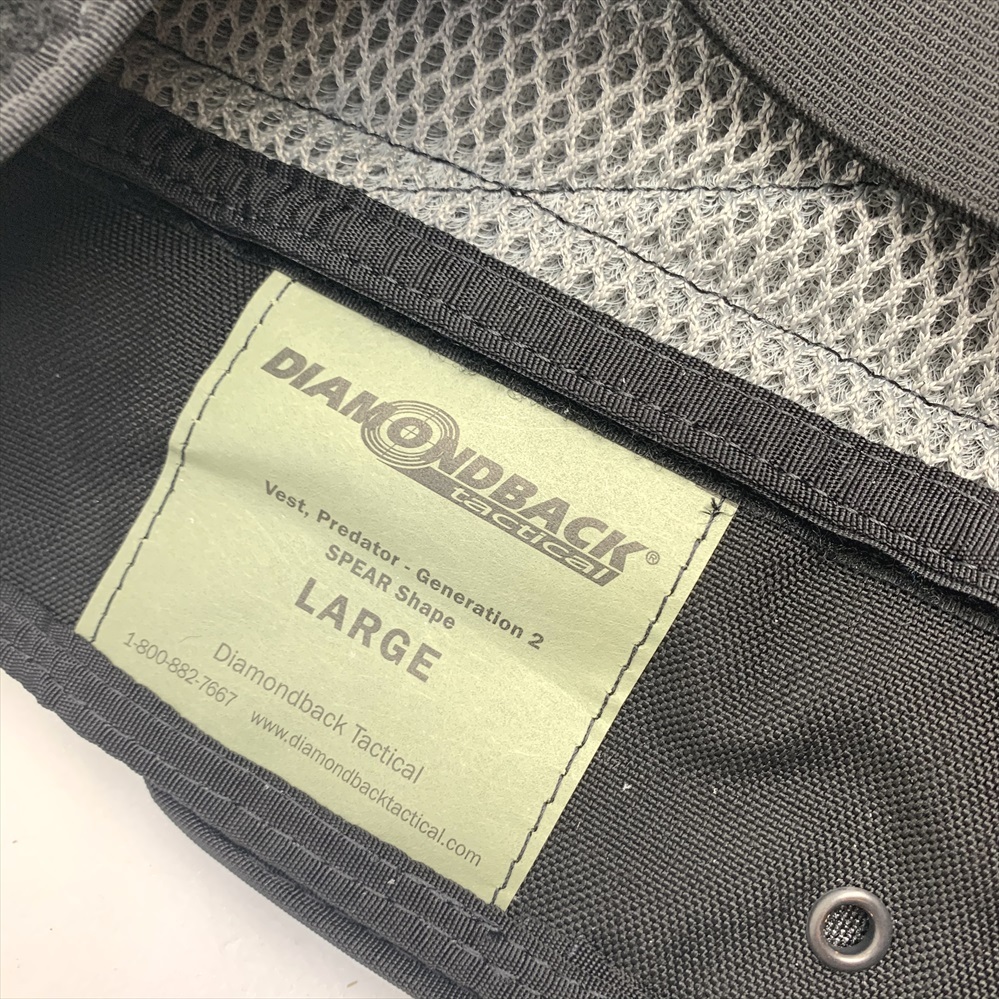 DIAMONDBACK®
tactical
Vest, Predator - Generation 2
SPEAR Shape
LARGE
Diamondback Tactical
1-800-882-7667 www.diamondbacktactical.com